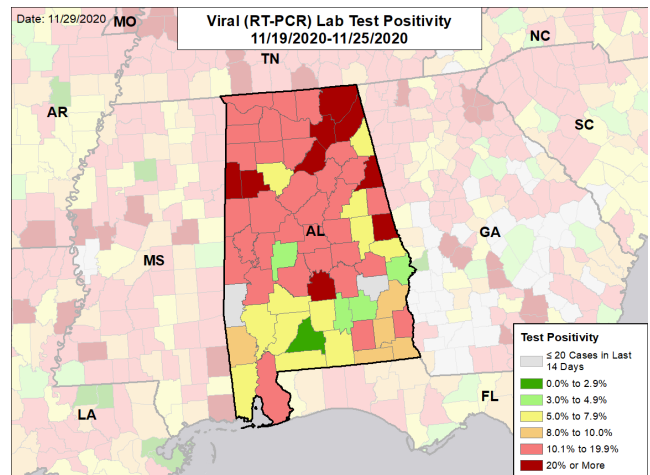 Date: 11/29/2020
Viral (RT-PCR) Lab Test Positivity
11/19/2020-11/25/2020
MO
NC
TN
AR
SC
AL
GA
MS
LA
FL
Test Positivity
≤ 20 Cases in Last
14 Days
0.0% to 2.9%
3.0% to 4.9%
5.0% to 7.9%
8.0% to 10.0%
10.1% to 19.9%
20% or More